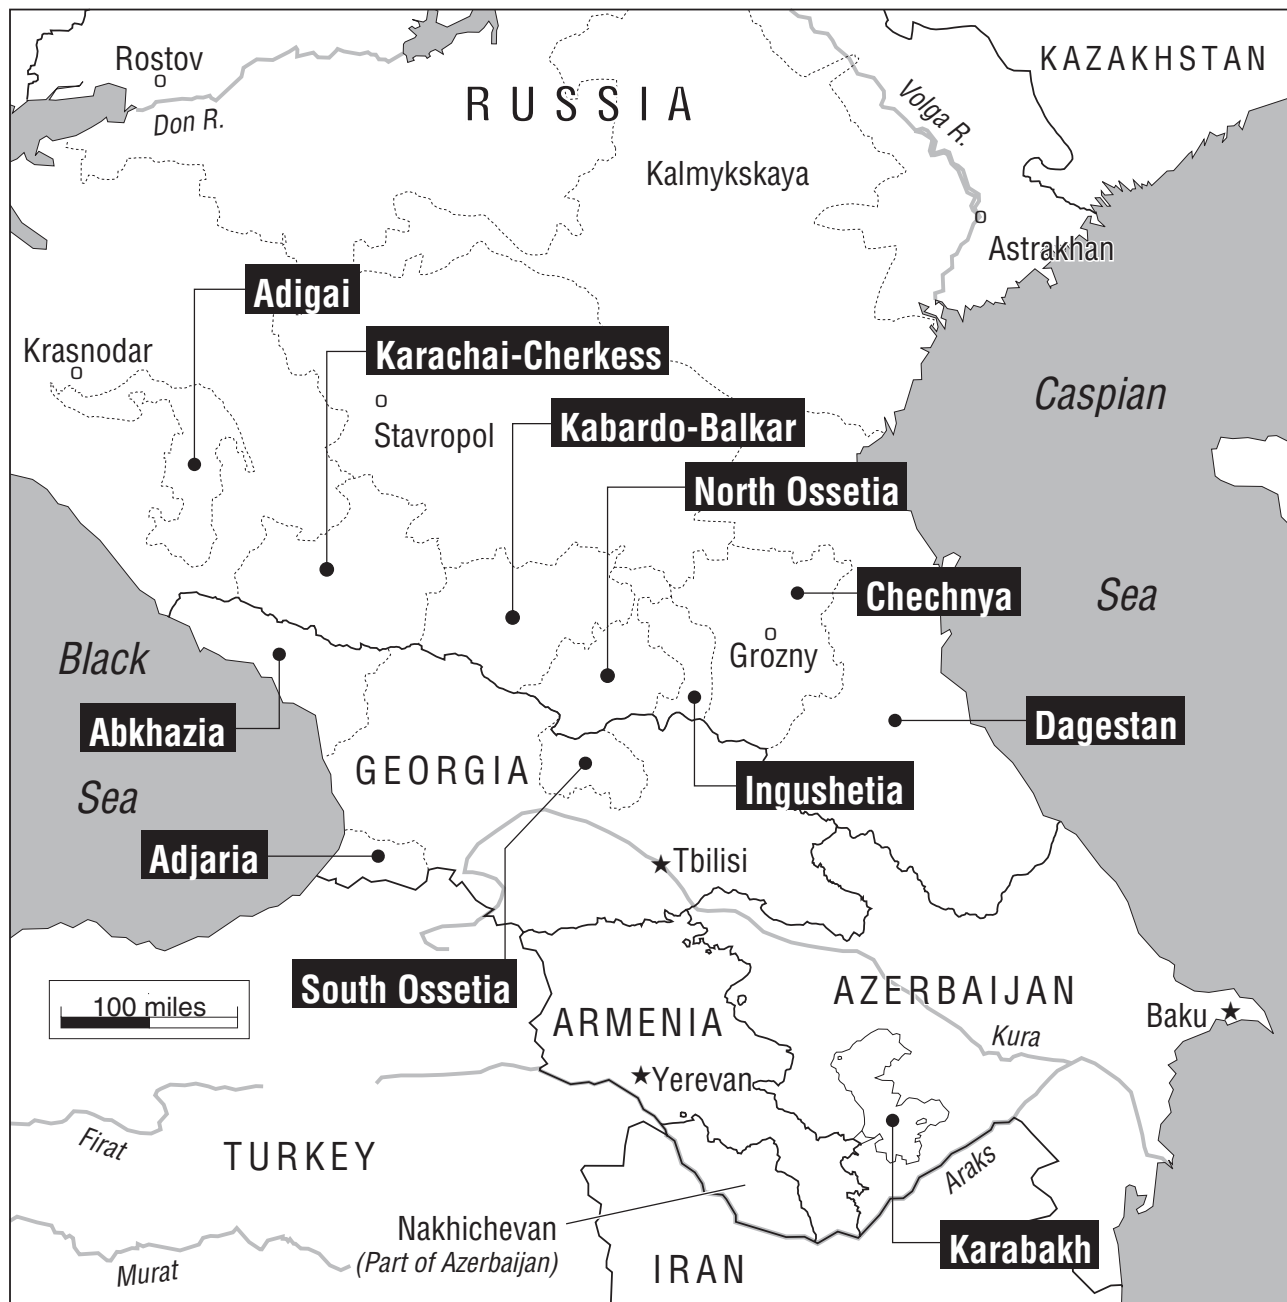 Rostov
Don R.
RUSSIA
Volga R.
KAZAKHSTAN
Kalmykskaya
Astrakhan
Adigai
Krasnodar
Karachai-Cherkess
Stavropol
Kabardo-Balkar
North Ossetia
Caspian
Sea
Chechnya
Grozny
Black
Sea
Abkhazia
Dagestan
GEORGIA
Ingushetia
Adjaria
Tbilisi
South Ossetia
100 miles
ARMENIA
AZERBAIJAN
Baku
Kura
Yerevan
Firat
TURKEY
Araks
Nakhichevan
(Part of Azerbaijan)
Karabakh
Murat
IRAN